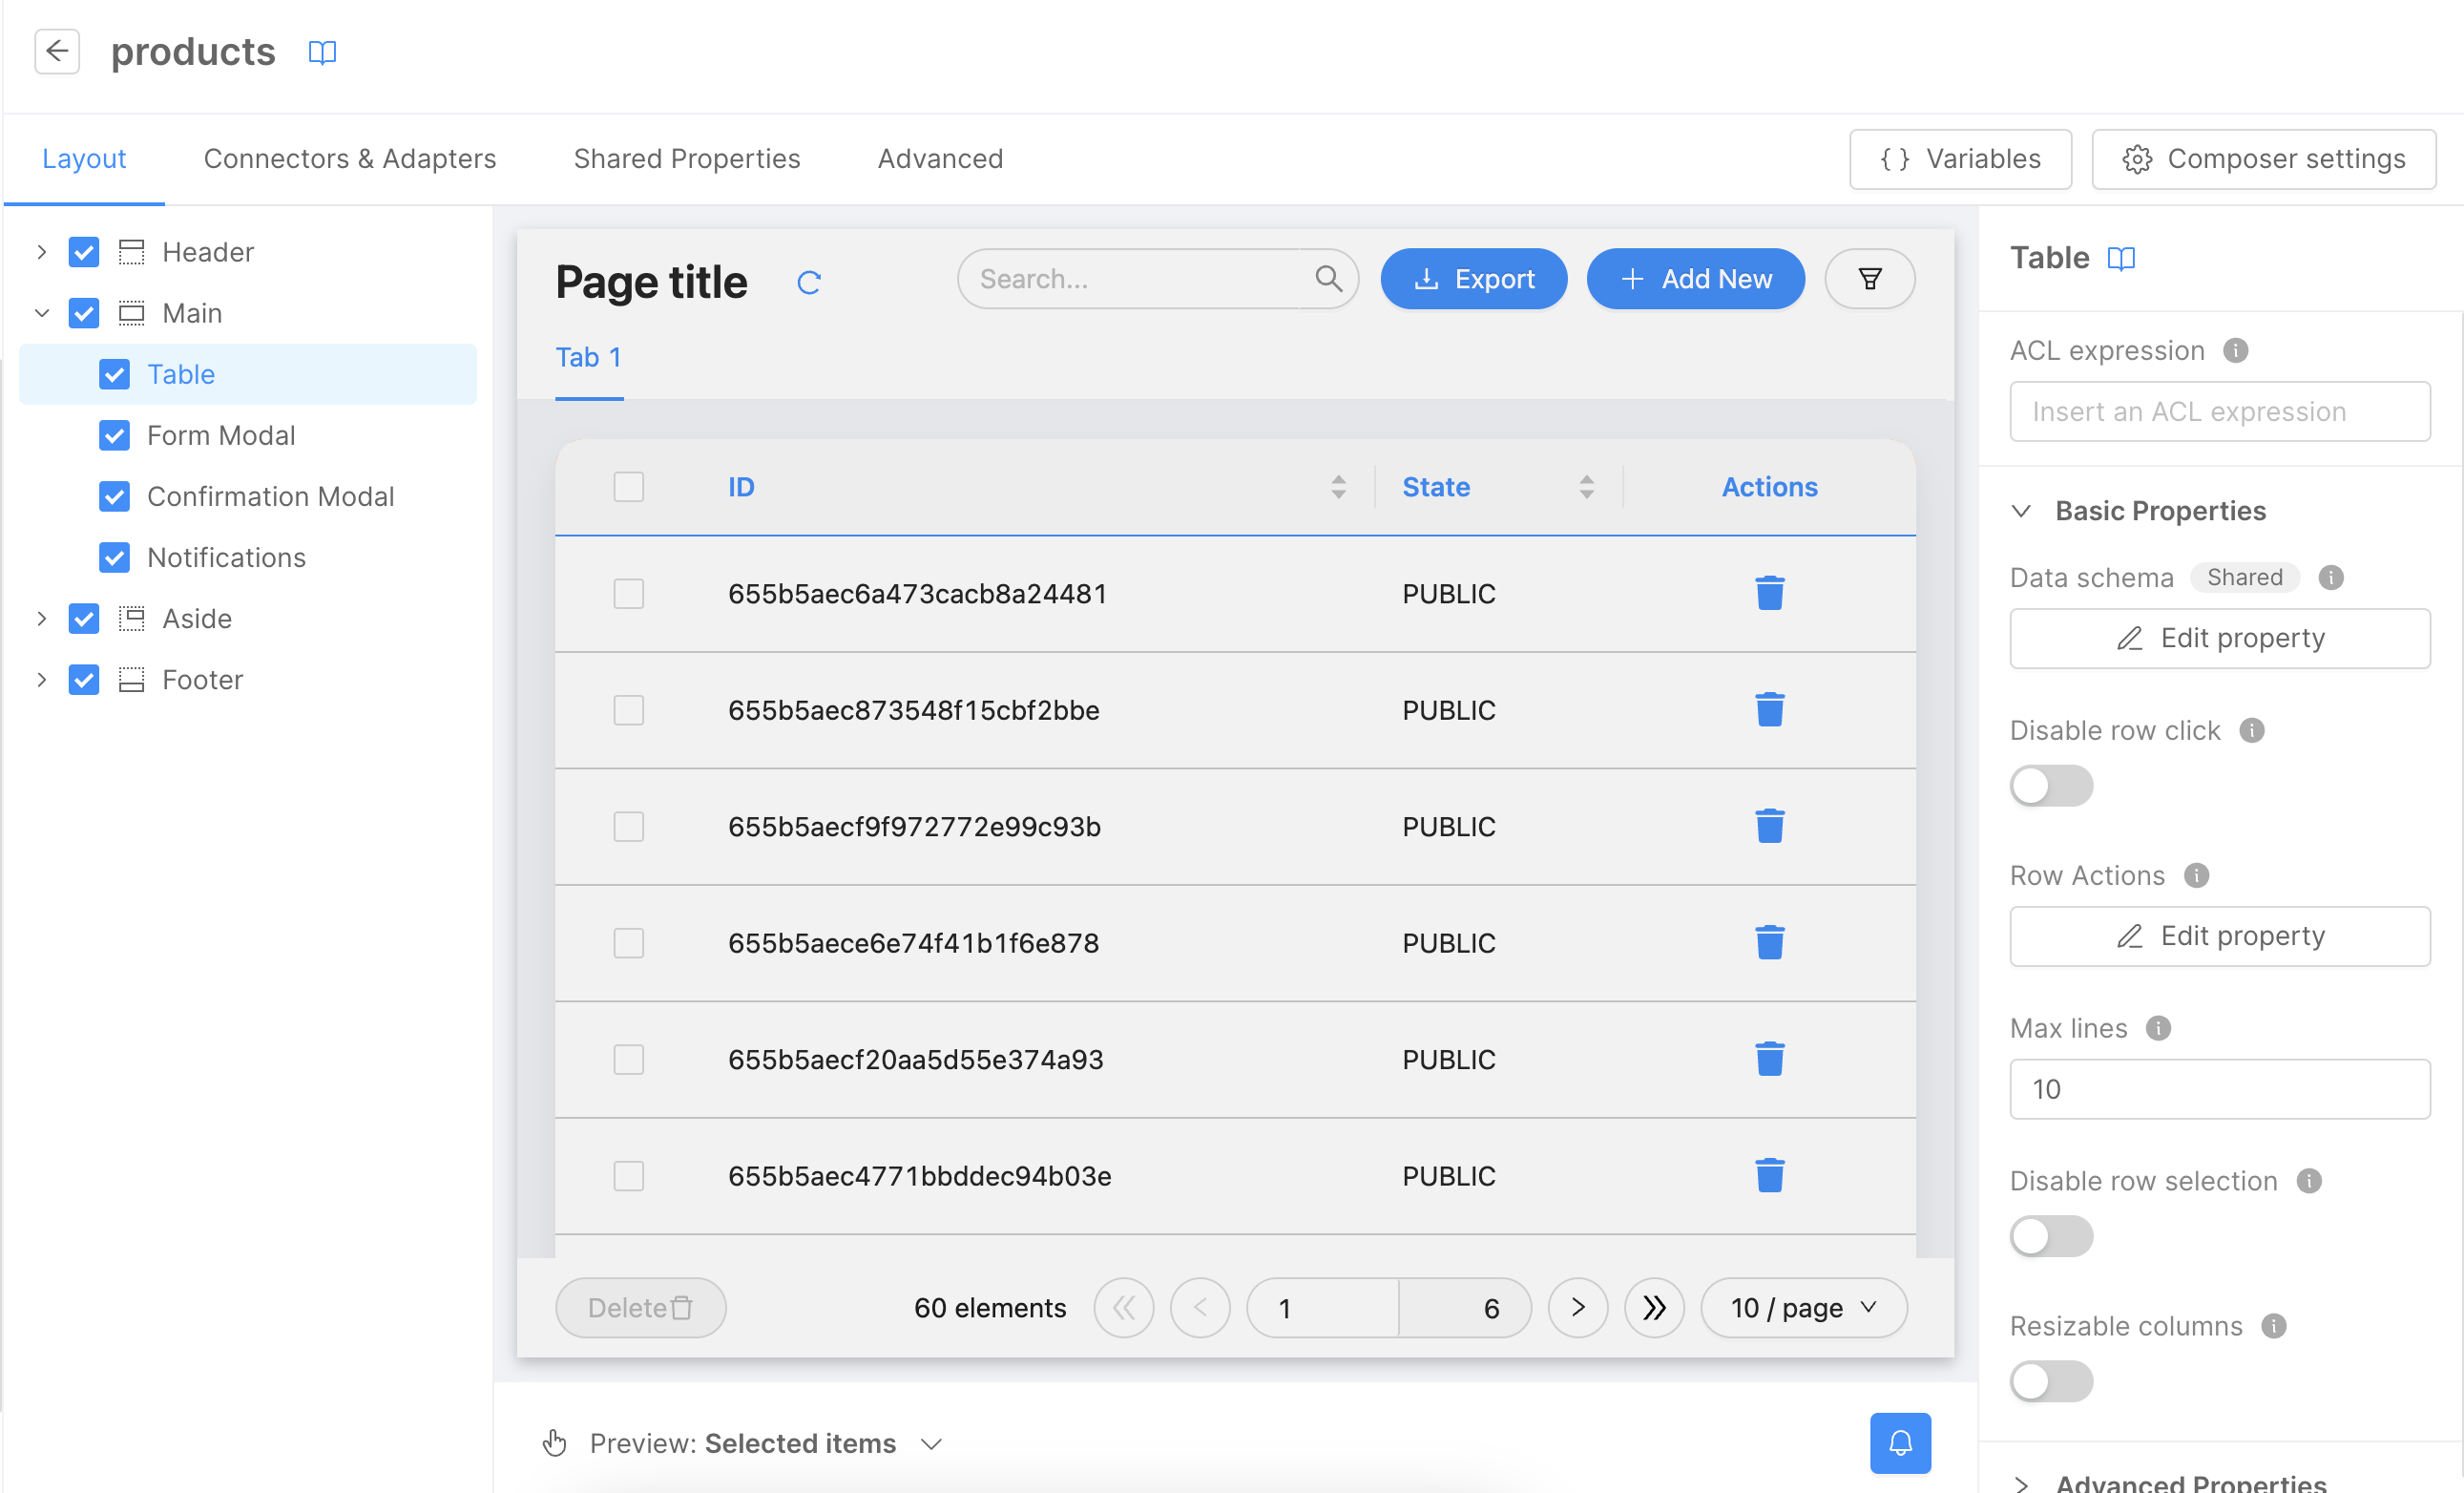 products
Layout
Connectors & Adapters
Shared Properties
Advanced
{ } Variables
Composer settings
Header
Main
Table
Form Modal
Confirmation Modal
Notifications
Aside
Footer
Page title
Search...
Export
Add New
Tab 1
ID
State
Actions
655b5aec6a473cacb8a24481
PUBLIC
655b5aec873548f15cbf2bbe
PUBLIC
655b5aecf9f972772e99c93b
PUBLIC
655b5aece6e74f41b1f6e878
PUBLIC
655b5aecf20aa5d55e374a93
PUBLIC
655b5aec4771bbddec94b03e
PUBLIC
Delete
60 elements
1
6
10 / page
Preview: Selected items
Table
ACL expression
Insert an ACL expression
Basic Properties
Data schema
Shared
Edit property
Disable row click
Row Actions
Edit property
Max lines
10
Disable row selection
Resizable columns
Advanced Properties